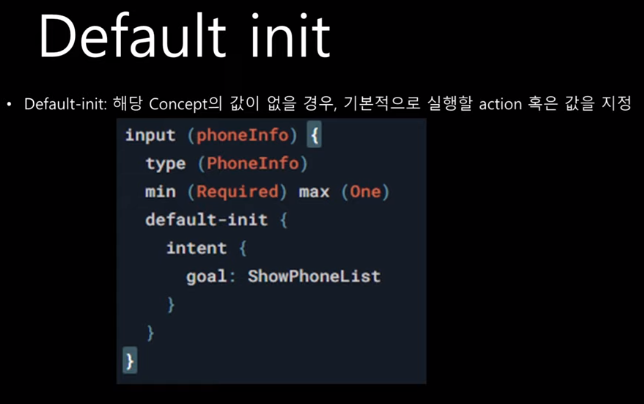 Default init
• Default-init: 해당 Concept의 값이 없을 경우, 기본적으로 실행할 action 혹은 값을 지정
input (phoneInfo) {
type (PhoneInfo)
min (Required) max (One)
default-init {
intent {
goal: ShowPhoneList
}
}
}